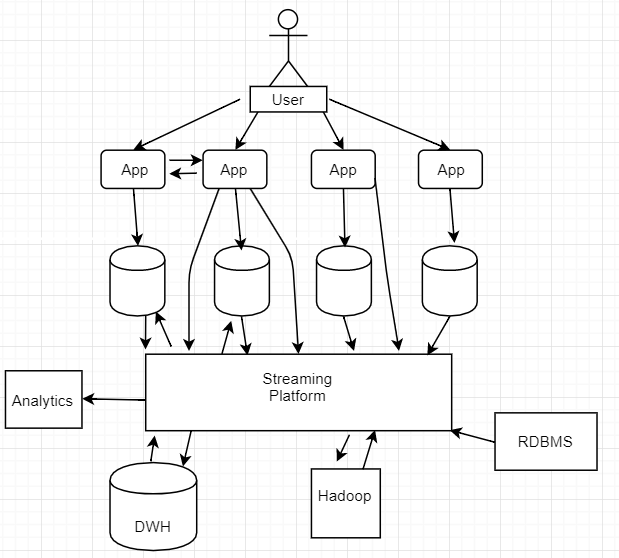 User
App
App
App
App
Streaming
Platform
Analytics
RDBMS
Hadoop
DWH